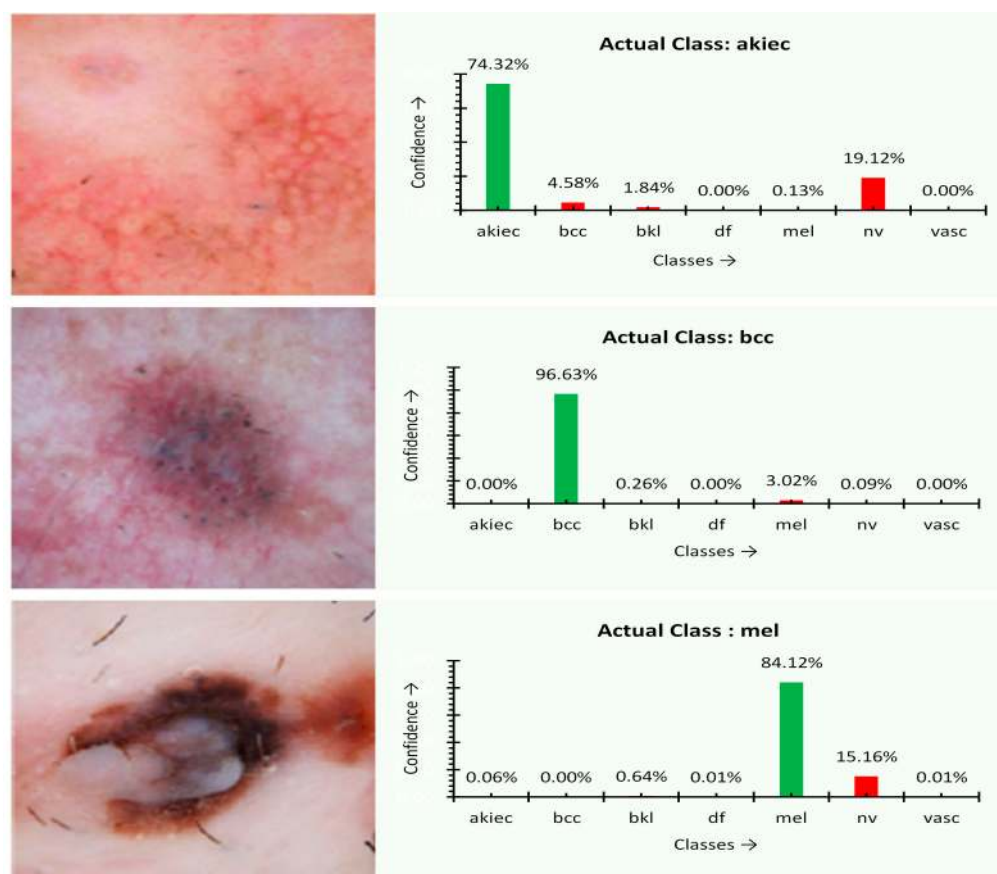 Actual Class: akiec
74.32%
4.58%
1.84%
0.00%
0.13%
19.12%
0.00%
Confidence →
akiec bcc bkl df mel nv vasc
Classes →
Actual Class: bcc
0.00%
96.63%
0.26%
0.00%
3.02%
0.09%
0.00%
Confidence →
akiec bcc bkl df mel nv vasc
Classes →
Actual Class : mel
0.06%
0.00%
0.64%
0.01%
84.12%
15.16%
0.01%
Confidence →
akiec bcc bkl df mel nv vasc
Classes →